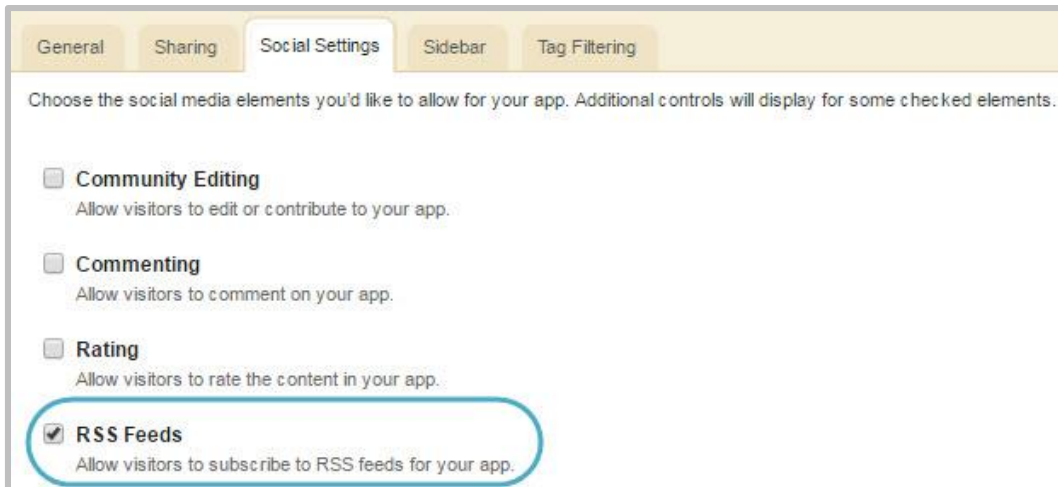 General Sharing Social Settings Sidebar Tag Filtering
Choose the social media elements you'd like to allow for your app. Additional controls will display for some checked elements.
Community Editing
Allow visitors to edit or contribute to your app.
Commenting
Allow visitors to comment on your app.
Rating
Allow visitors to rate the content in your app.
RSS Feeds
Allow visitors to subscribe to RSS feeds for your app.